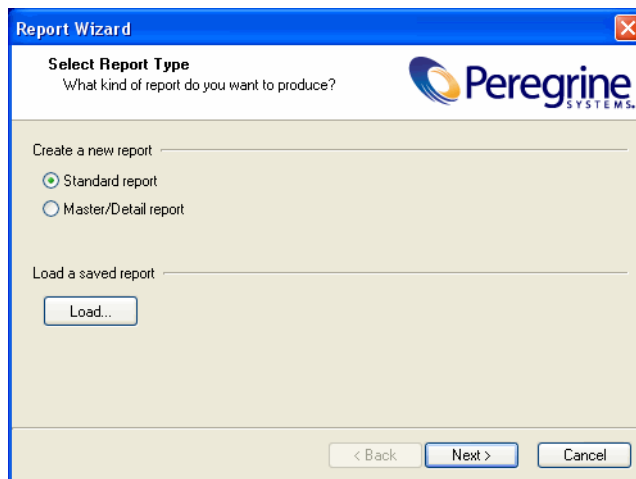 Report Wizard
Select Report Type
What kind of report do you want to produce?
Peregrine
SYSTEMS.
Create a new report
Standard report
Master/Detail report
Load a saved report
Load...
< Back
Next >
Cancel